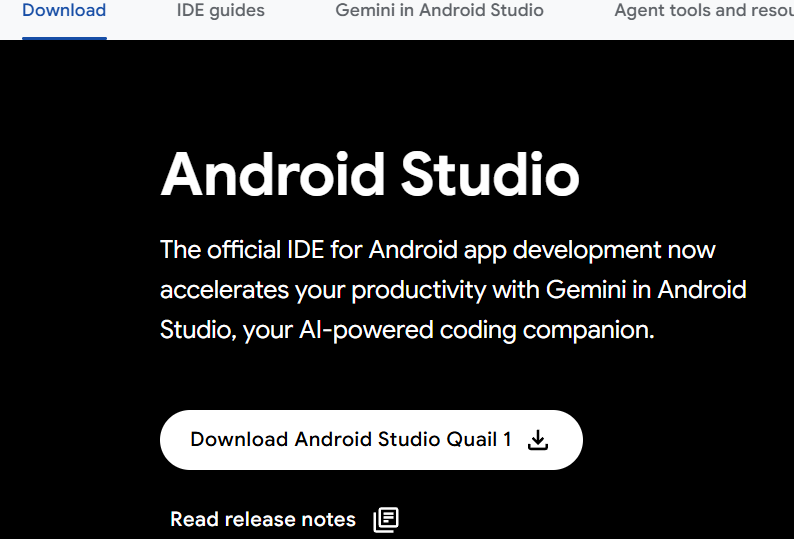 Download IDE guides Gemini in Android Studio Agent tools and
Android Studio
The official IDE for Android app development now
accelerates your productivity with Gemini in Android
Studio, your AI-powered coding companion.
Download Android Studio Quail 1
Read release notes